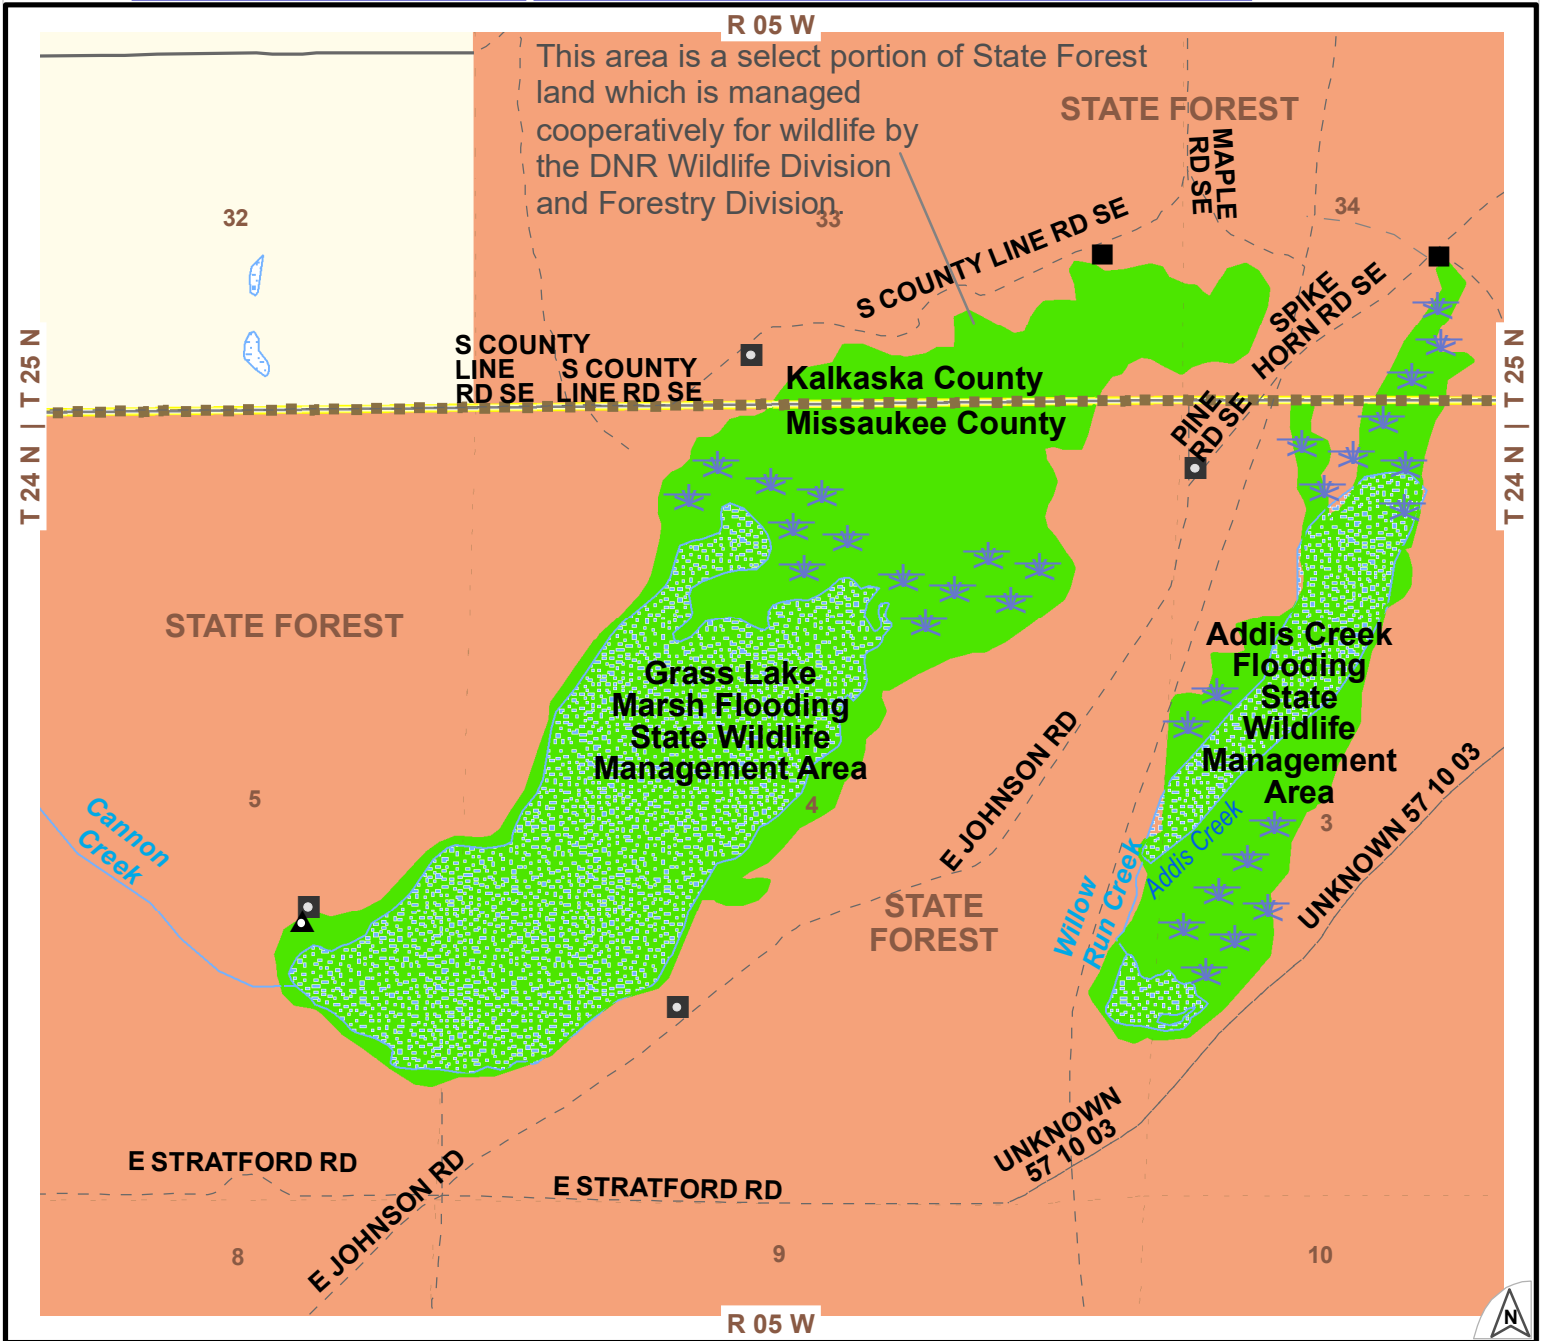 R 05 W
This area is a select portion of State Forest
land which is managed
cooperatively for wildlife by
the DNR Wildlife Division
and Forestry Division.
STATE FOREST
MAPLE
RD SE
32
33
34
S COUNTY LINE RD SE
SPIKE
HORN RD SE
S COUNTY
LINE
RD SE
S COUNTY
LINE RD SE
T 24 N | T 25 N
T 24 N | T 25 N
Kalkaska County
Missaukee County
PINE
RD SE
STATE FOREST
Addis Creek
Flooding
State
Wildlife
Management
Area
Grass Lake
Marsh Flooding
State Wildlife
Management Area
E JOHNSON RD
5
4
3
Cannon
Creek
Addis Creek
UNKNOWN 57 10 03
Willow
Run Creek
STATE
FOREST
UNKNOWN
57 10 03
E STRATFORD RD
E STRATFORD RD
E JOHNSON RD
8
9
10
R 05 W
N